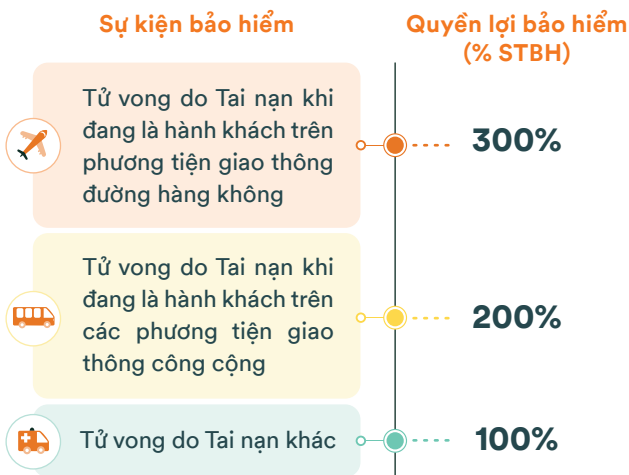 Sự kiện bảo hiểm
Quyền lợi bảo hiểm
(% STBH)
Tử vong do Tai nạn khi
đang là hành khách trên
phương tiện giao thông
đường hàng không
300%
Tử vong do Tai nạn khi
đang là hành khách trên
các phương tiện giao
thông công cộng
200%
Tử vong do Tai nạn khác
100%